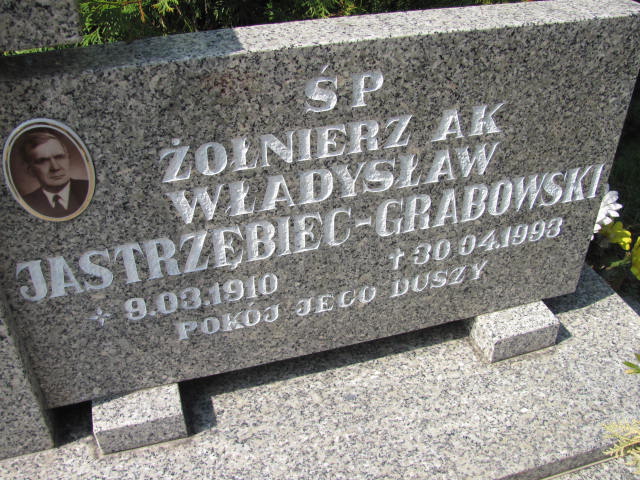 ŚP
ŻOŁNIERZ AK
WŁADYSŁAW
JASTRZĘBIEC-GRABOWSKI
9.03.1910 †30.04.1993
POKÓJ JEGO DUSZY